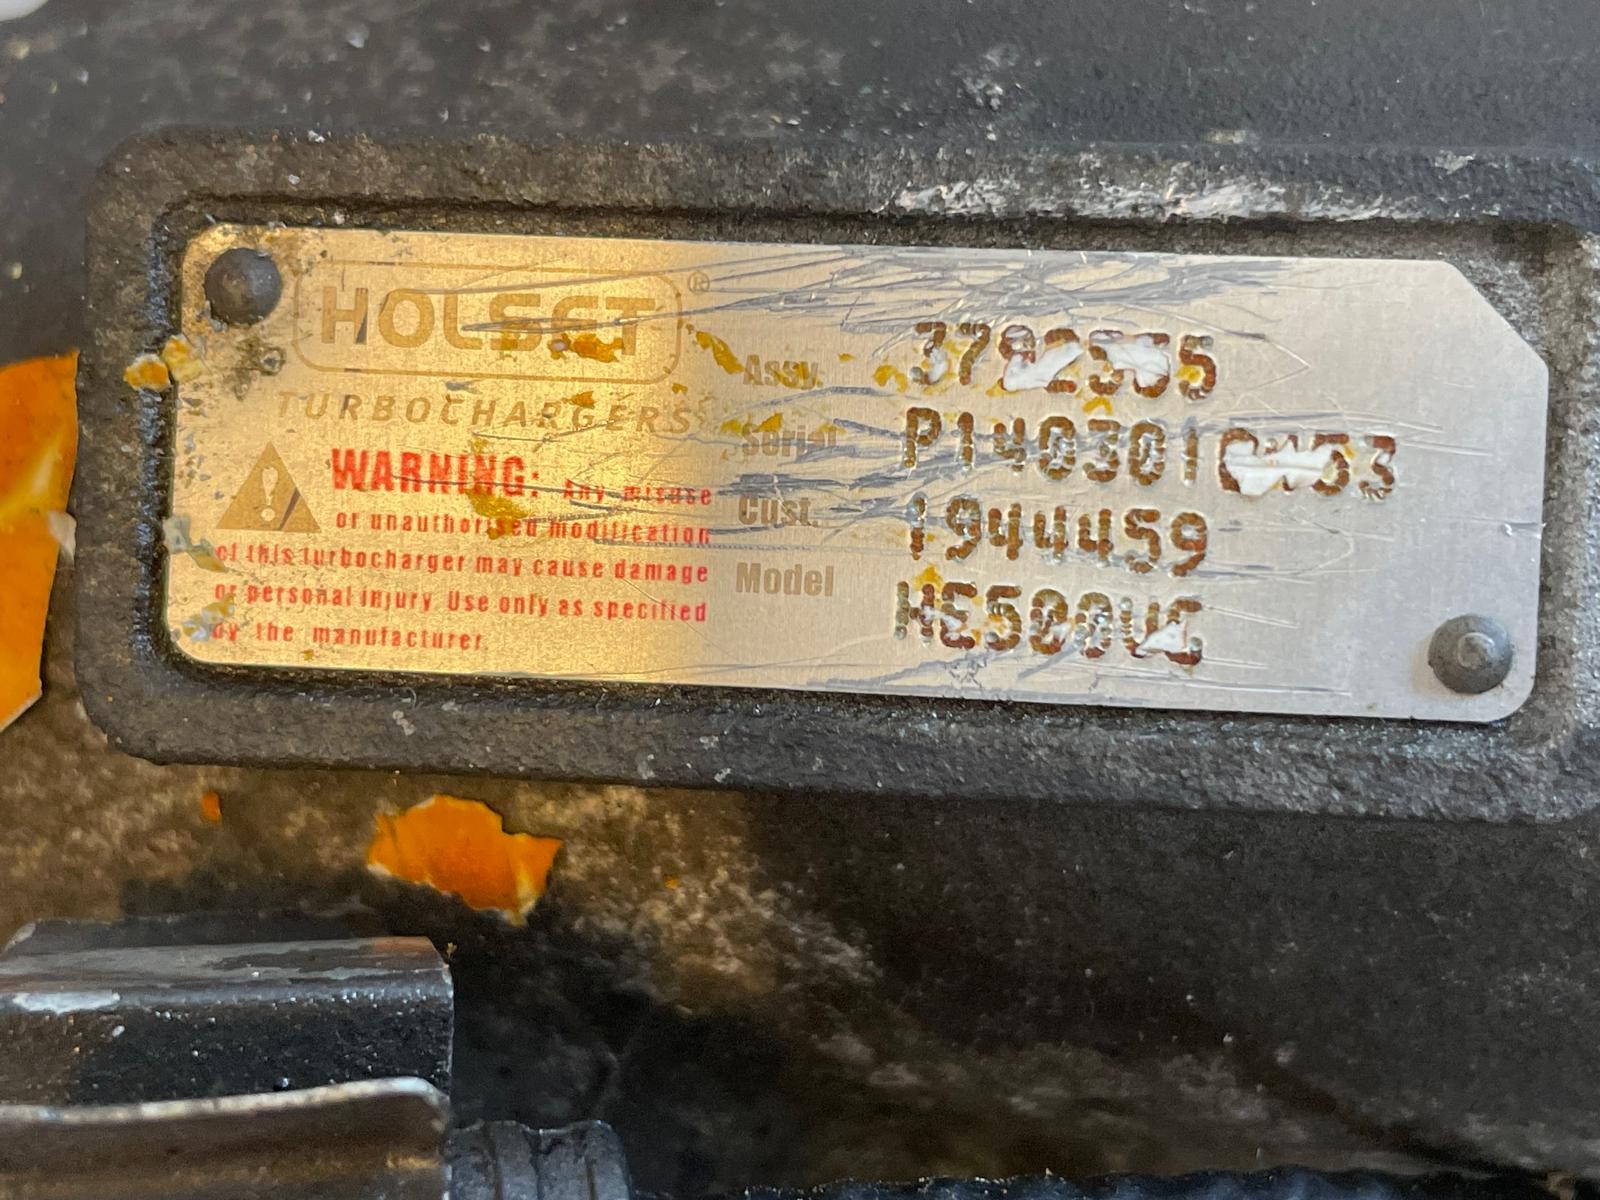 HOLSET®
TURBOCHARGERS
WARNING: Any misuse
or unauthorised modification
of this turbocharger may cause damage
or personal injury. Use only as specified
by the manufacturer.
Assy.
Serial
Cust. 1944459
Model